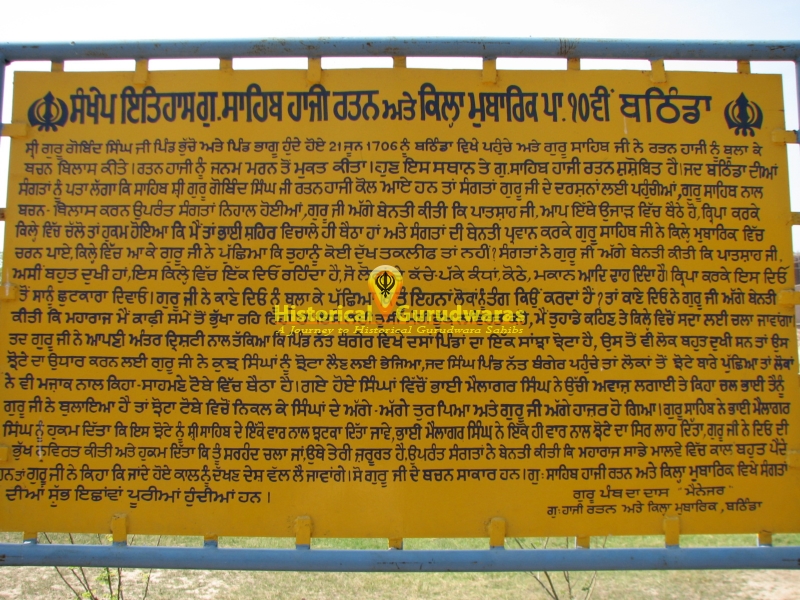 ਸੰਖੇਪ ਇਤਿਹਾਸ ਗੁ.ਸਾਹਿਬ ਹਾਜੀ ਰਤਨ ਅਤੇ ਕਿਲ੍ਹਾ ਮੁਬਾਰਿਕ ਪਾ.੧੦ਵੀਂ ਬਠਿੰਡਾ
ਸ੍ਰੀ ਗੁਰੂ ਗੋਬਿੰਦ ਸਿੰਘ ਜੀ ਪਿੰਡ ਭੁੱਚੋ ਅਤੇ ਪਿੰਡ ਭਾਗੂ ਹੁੰਦੇ ਹੋਏ 21 ਜੂਨ 1706 ਨੂੰ ਬਠਿੰਡਾ ਵਿਖੇ ਪਹੁੰਚੇ ਅਤੇ ਗੁਰੂ ਸਾਹਿਬ ਜੀ ਨੇ ਰਤਨ ਹਾਜੀ ਨੂੰ ਬੁਲਾ ਕੇ
ਬਚਨ ਬਿਲਾਸ ਕੀਤੇ । ਰਤਨ ਹਾਜੀ ਨੂੰ ਜਨਮ ਮਰਨ ਤੋਂ ਮੁਕਤ ਕੀਤਾ । ਹੁਣ ਇਸ ਸਥਾਨ ਤੇ ਗੁ.ਸਾਹਿਬ ਹਾਜੀ ਰਤਨ ਸ਼ਸ਼ੋਬਿਤ ਹੈ । ਜਦ ਬਠਿੰਡੇ ਦੀਆਂ
ਸੰਗਤਾਂ ਨੂੰ ਪਤਾ ਲੱਗਾ ਕਿ ਸਾਹਿਬ ਸ੍ਰੀ ਗੁਰੂ ਗੋਬਿੰਦ ਸਿੰਘ ਜੀ ਰਤਨ ਹਾਜੀ ਕੋਲ ਆਏ ਹਨ ਤਾਂ ਸੰਗਤਾਂ ਗੁਰੂ ਜੀ ਦੇ ਦਰਸ਼ਨਾਂ ਲਈ ਪਹੁੰਚੀਆਂ, ਗੁਰੂ ਸਾਹਿਬ ਨਾਲ
ਬਚਨ-ਬਿਲਾਸ ਕਰਨ ਉਪਰੰਤ ਸੰਗਤਾਂ ਨਿਹਾਲ ਹੋਈਆਂ, ਗੁਰੂ ਜੀ ਅੱਗੇ ਬੇਨਤੀ ਕੀਤੀ ਕਿ ਪਾਤਸ਼ਾਹ ਜੀ, ਆਪ ਇੱਥੇ ਉਜਾੜ ਵਿੱਚ ਬੈਠੇ ਹੋ, ਕ੍ਰਿਪਾ ਕਰਕੇ
ਕਿਲੇ ਵਿੱਚ ਚੱਲੋ ਤਾਂ ਹੁਕਮ ਹੋਇਆ ਕਿ ਮੈਂ ਤਾਂ ਭਾਈ ਸ਼ਹਿਰ ਵਿਚਾਲੇ ਹੀ ਬੈਠਾ ਹਾਂ ਅਤੇ ਸੰਗਤਾਂ ਦੀ ਬੇਨਤੀ ਪ੍ਰਵਾਨ ਕਰਕੇ ਗੁਰੂ ਸਾਹਿਬ ਜੀ ਨੇ ਕਿਲ੍ਹੇ ਮੁਬਾਰਿਕ ਵਿੱਚ
ਚਰਨ ਪਾਏ, ਕਿਲ੍ਹੇ ਵਿੱਚ ਆ ਕੇ ਗੁਰੂ ਜੀ ਨੇ ਪੁੱਛਿਆ ਕਿ ਤੁਹਾਨੂੰ ਕੋਈ ਦੁੱਖ ਤਕਲੀਫ ਤਾਂ ਨਹੀਂ? ਸੰਗਤਾਂ ਨੇ ਗੁਰੂ ਜੀ ਅੱਗੇ ਬੇਨਤੀ ਕੀਤੀ ਕਿ ਪਾਤਸ਼ਾਹ ਜੀ,
ਅਸੀਂ ਬਹੁਤ ਦੁਖੀ ਹਾਂ, ਇਸ ਕਿਲ੍ਹੇ ਵਿੱਚ ਇੱਕ ਦਿਓ ਰਹਿੰਦਾ ਹੈ, ਜੋ ਕੱਚੇ-ਪੱਕੇ ਕੰਧਾਂ, ਕੋਠੇ, ਮਕਾਨ ਆਦਿ ਢਾਹ ਦਿੰਦਾ ਹੈ। ਕ੍ਰਿਪਾ ਕਰਕੇ ਇਸ ਦਿਓ
ਤੋਂ ਸਾਨੂੰ ਛੁਟਕਾਰਾ ਦਿਵਾਓ । ਗੁਰੂ ਜੀ ਨੇ ਕਾਣੇ ਦਿਓ ਨੂੰ ਬੁਲਾ ਕੇ ਪੁੱਛਿਆ ਇਹਨਾਂ ਲੋਕਾਂ ਨੂੰ ਤੰਗ ਕਿਉਂ ਕਰਦਾ ਹੈਂ? ਤਾਂ ਕਾਣੇ ਦਿਓ ਨੇ ਗੁਰੂ ਜੀ ਅੱਗੇ ਬੇਨਤੀ
ਕੀਤੀ ਕਿ ਮਹਾਰਾਜ ਮੈਂ ਕਾਫੀ ਸਮੇਂ ਤੋਂ ਭੁੱਖਾ ਰਹਿ ਮੈਂ ਤੁਹਾਡੇ ਕਹਿਣ ਤੇ ਕਿਲ੍ਹੇ ਵਿੱਚੋਂ ਸਦਾ ਲਈ ਚਲਾ ਜਾਵਾਂਗਾ
Historical Gurudwaras
A Journey to Historical Gurudwara Sahibs
ਤਦ ਗੁਰੂ ਜੀ ਨੇ ਆਪਣੀ ਅੰਤਰ ਦ੍ਰਿਸ਼ਟੀ ਨਾਲ ਤੱਕਿਆ ਕਿ ਪਿੰਡ ਨੱਤ ਬੰਗੇਰ ਵਿਖੇ ਦਸਾਂ ਪਿੰਡਾਂ ਦਾ ਇੱਕ ਸਾਂਝਾ ਝੋਟਾ ਹੈ, ਉਸ ਤੋਂ ਵੀ ਲੋਕ ਬਹੁਤ ਦੁਖੀ ਸਨ ਤਾਂ ਉਸ
ਝੋਟੇ ਦਾ ਉਧਾਰ ਕਰਨ ਲਈ ਗੁਰੂ ਜੀ ਨੇ ਕੁਝ ਸਿੰਘਾਂ ਨੂੰ ਝੋਟਾ ਲੈਣ ਲਈ ਭੇਜਿਆ, ਜਦ ਸਿੰਘ ਪਿੰਡ ਨੱਤ ਬੰਗੇਰ ਪਹੁੰਚੇ ਤਾਂ ਲੋਕਾਂ ਤੋਂ ਝੋਟੇ ਬਾਰੇ ਪੁੱਛਿਆ ਤਾਂ ਲੋਕਾਂ
ਨੇ ਵੀ ਮਜ਼ਾਕ ਨਾਲ ਕਿਹਾ-ਸਾਹਮਣੇ ਟੋਬੇ ਵਿੱਚ ਬੈਠਾ ਹੈ। ਗਏ ਹੋਏ ਸਿੰਘਾਂ ਵਿੱਚੋਂ ਭਾਈ ਮੈਲਾਗਰ ਸਿੰਘ ਨੇ ਉੱਚੀ ਅਵਾਜ਼ ਲਗਾਈ ਤੇ ਕਿਹਾ ਚਲ ਭਾਈ ਤੈਨੂੰ
ਗੁਰੂ ਜੀ ਨੇ ਬੁਲਾਇਆ ਹੈ ਤਾਂ ਝੋਟਾ ਟੋਬੇ ਵਿਚੋਂ ਨਿਕਲ ਕੇ ਸਿੰਘਾਂ ਦੇ ਅੱਗੇ-ਅੱਗੇ ਤੁਰ ਪਿਆ ਅਤੇ ਗੁਰੂ ਜੀ ਅੱਗੇ ਹਾਜ਼ਰ ਹੋ ਗਿਆ। ਗੁਰੂ ਸਾਹਿਬ ਨੇ ਭਾਈ ਮੈਲਾਗਰ
ਸਿੰਘ ਨੂੰ ਹੁਕਮ ਦਿੱਤਾ ਕਿ ਇਸ ਝੋਟੇ ਨੂੰ ਸ਼੍ਰੀ ਸਾਹਿਬ ਦੇ ਇੱਕੋ ਵਾਰ ਨਾਲ ਝਟਕਾ ਦਿੱਤਾ ਜਾਵੇ, ਭਾਈ ਮੈਲਾਗਰ ਸਿੰਘ ਨੇ ਇੱਕੋ ਹੀ ਵਾਰ ਨਾਲ ਝੋਟੇ ਦਾ ਸਿਰ ਲਾਹ ਦਿੱਤਾ, ਗੁਰੂ ਜੀ ਨੇ ਦਿਓ ਦੀ
ਭੁੱਖ ਨਵਿਰਤ ਕੀਤੀ ਅਤੇ ਹੁਕਮ ਦਿੱਤਾ ਕਿ ਤੂੰ ਸਰਹੰਦ ਚਲਾ ਜਾਂ, ਉੱਥੇ ਤੇਰੀ ਜ਼ਰੂਰਤ ਹੈ, ਉਪਰੰਤ ਸੰਗਤਾਂ ਨੇ ਬੇਨਤੀ ਕੀਤੀ ਕਿ ਮਹਾਰਾਜ ਸਾਡੇ ਮਾਲਵੇ ਵਿੱਚ ਕਾਲ ਬਹੁਤ ਪੈਂਦੇ
ਹਨ ਤਾਂ ਗੁਰੂ ਜੀ ਨੇ ਕਿਹਾ ਕਿ ਜਾਂਦੇ ਹੋਏ ਕਾਲ ਨੂੰ ਦੱਖਣ ਦੇਸ਼ ਵੱਲ ਲੈ ਜਾਵਾਂਗੇ। ਸੋ ਗੁਰੂ ਜੀ ਦੇ ਬਚਨ ਸਾਕਾਰ ਹਨ। ਗੁ: ਸਾਹਿਬ ਹਾਜੀ ਰਤਨ ਅਤੇ ਕਿਲ੍ਹਾ ਮੁਬਾਰਿਕ ਵਿਖੇ ਸੰਗਤਾਂ
ਦੀਆਂ ਸੁੱਭ ਇਛਾਂਵਾਂ ਪੂਰੀਆਂ ਹੁੰਦੀਆਂ ਹਨ।
ਗੁਰੂ ਪੰਥ ਦਾ ਦਾਸ ਮੈਨੇਜਰ
ਗੁ: ਹਾਜੀ ਰਤਨ ਅਤੇ ਕਿਲਾ ਮੁਬਾਰਿਕ, ਬਠਿੰਡਾ